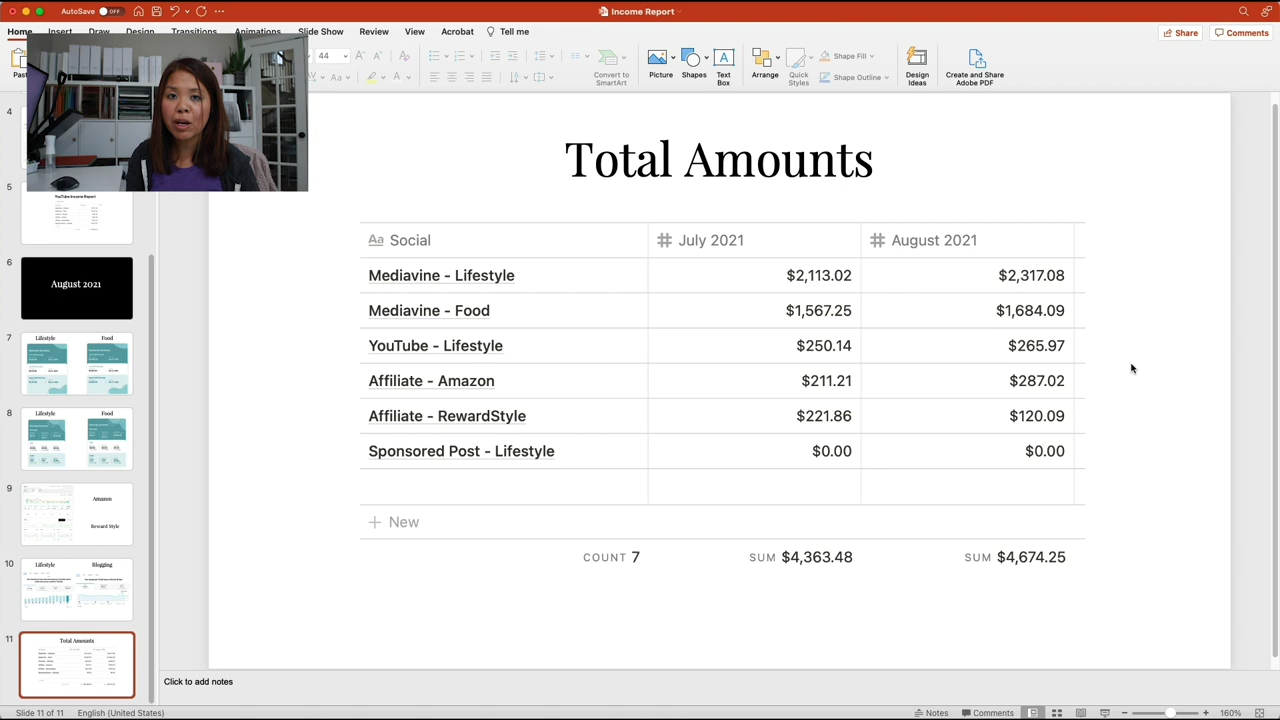 AutoSave OFF
Income Report
Home Insert Draw Design Transitions Animations Slide Show Review View Acrobat Tell me
Share Comments
44
Convert to SmartArt
Picture Shapes Text Box
Arrange Quick Styles
Shape Fill
Shape Outline
Design Ideas
Create and Share Adobe PDF
4
5
YouTube Income Report
6
August 2021
7
Lifestyle Food
8
Lifestyle Food
9
Amazon
Reward Style
10
Lifestyle Blogging
11
Total Amounts
Total Amounts
Aa Social # July 2021 # August 2021
Mediavine - Lifestyle $2,113.02 $2,317.08
Mediavine - Food $1,567.25 $1,684.09
YouTube - Lifestyle $250.14 $265.97
Affiliate - Amazon $211.21 $287.02
Affiliate - RewardStyle $221.86 $120.09
Sponsored Post - Lifestyle $0.00 $0.00
+ New
COUNT 7 SUM $4,363.48 SUM $4,674.25
Click to add notes
Slide 11 of 11 English (United States) Notes Comments 160%